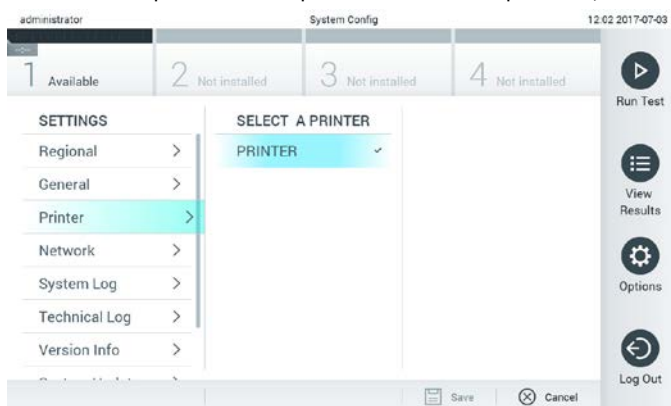 administrator System Config 12:02 2017-07-03
1 Available 2 Not installed 3 Not installed 4 Not installed
Run Test
SETTINGS SELECT A PRINTER
Regional PRINTER
General
View Results
Printer
Network
Options
System Log
Technical Log
Version Info
Log Out
Save Cancel